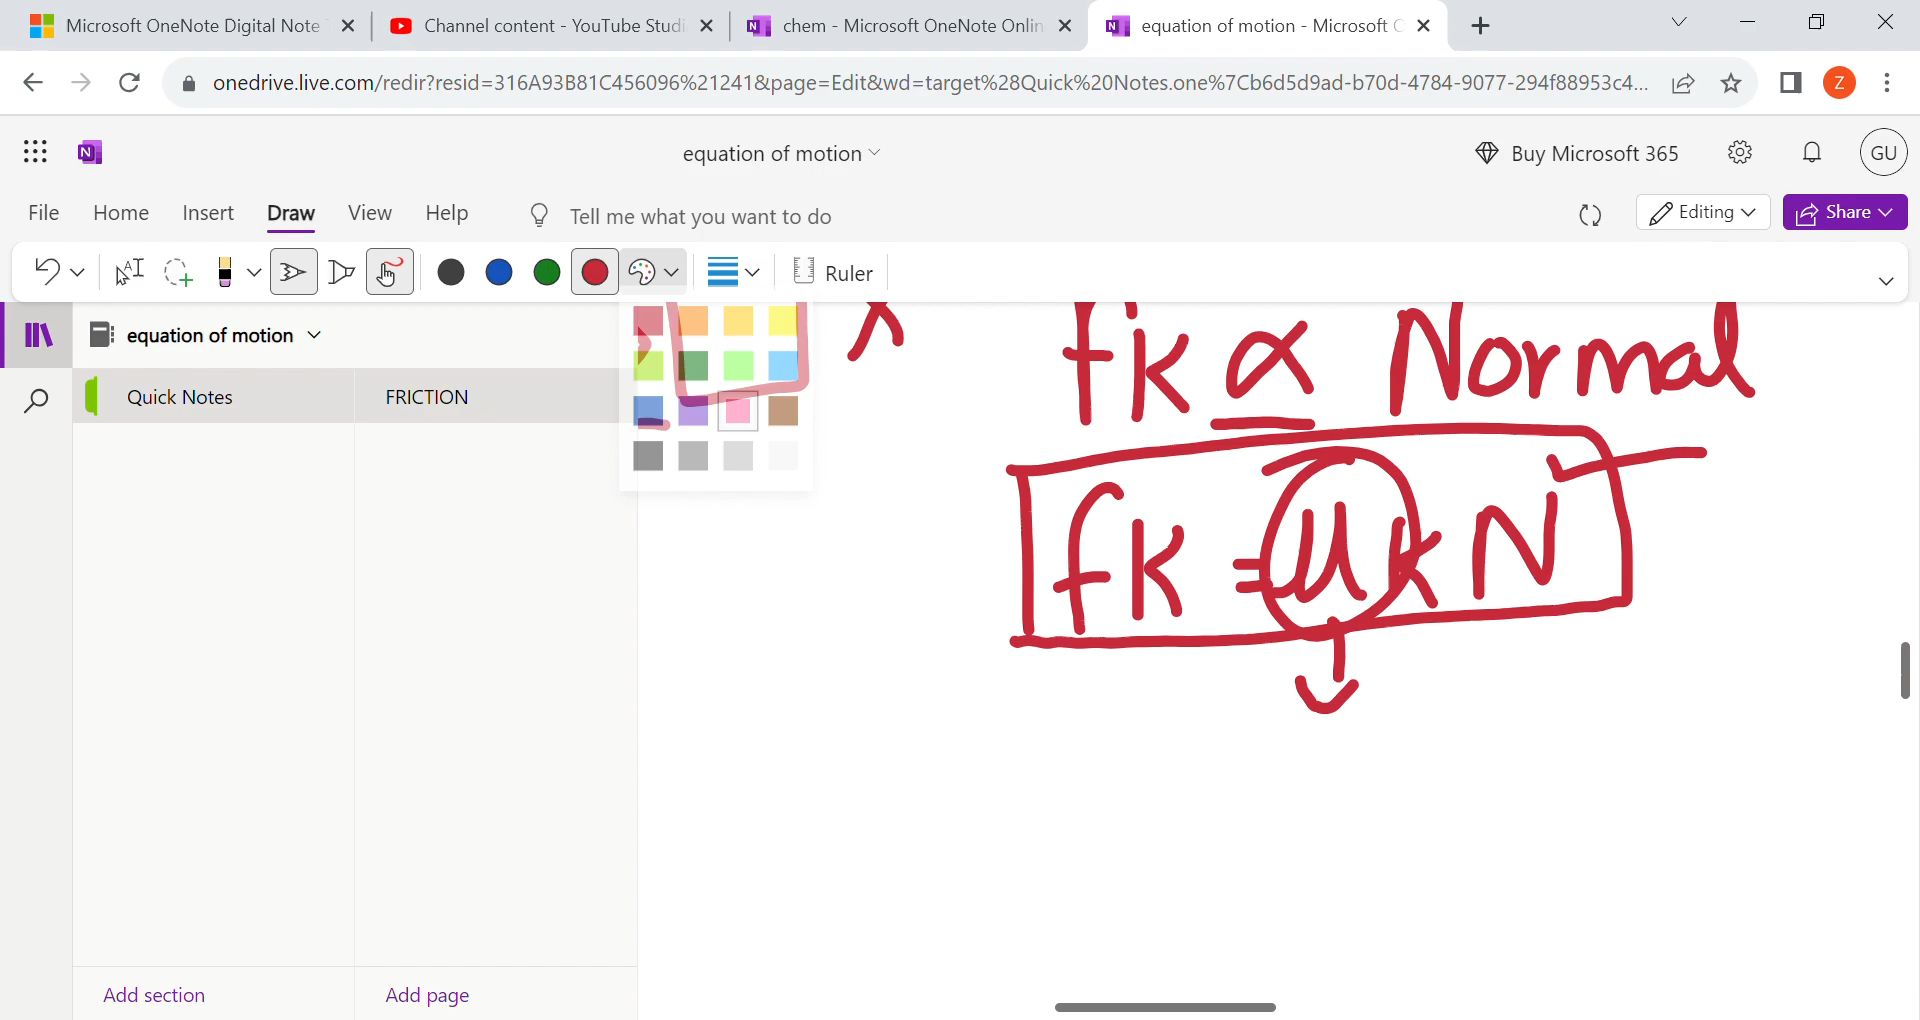 Microsoft OneNote Digital Note
Channel content - YouTube Studi
chem - Microsoft OneNote Onlin
equation of motion - Microsoft O
onedrive.live.com/redir?resid=316A93B81C456096%21241&page=Edit&wd=target%28Quick%20Notes.one%7Cb6d5d9ad-b70d-4784-9077-294f88953c4...
Z
N
equation of motion
Buy Microsoft 365
GU
File Home Insert Draw View Help Tell me what you want to do
Editing
Share
Ruler
equation of motion
Quick Notes
FRICTION
fk ∝ Normal
fk = μk N
Add section
Add page